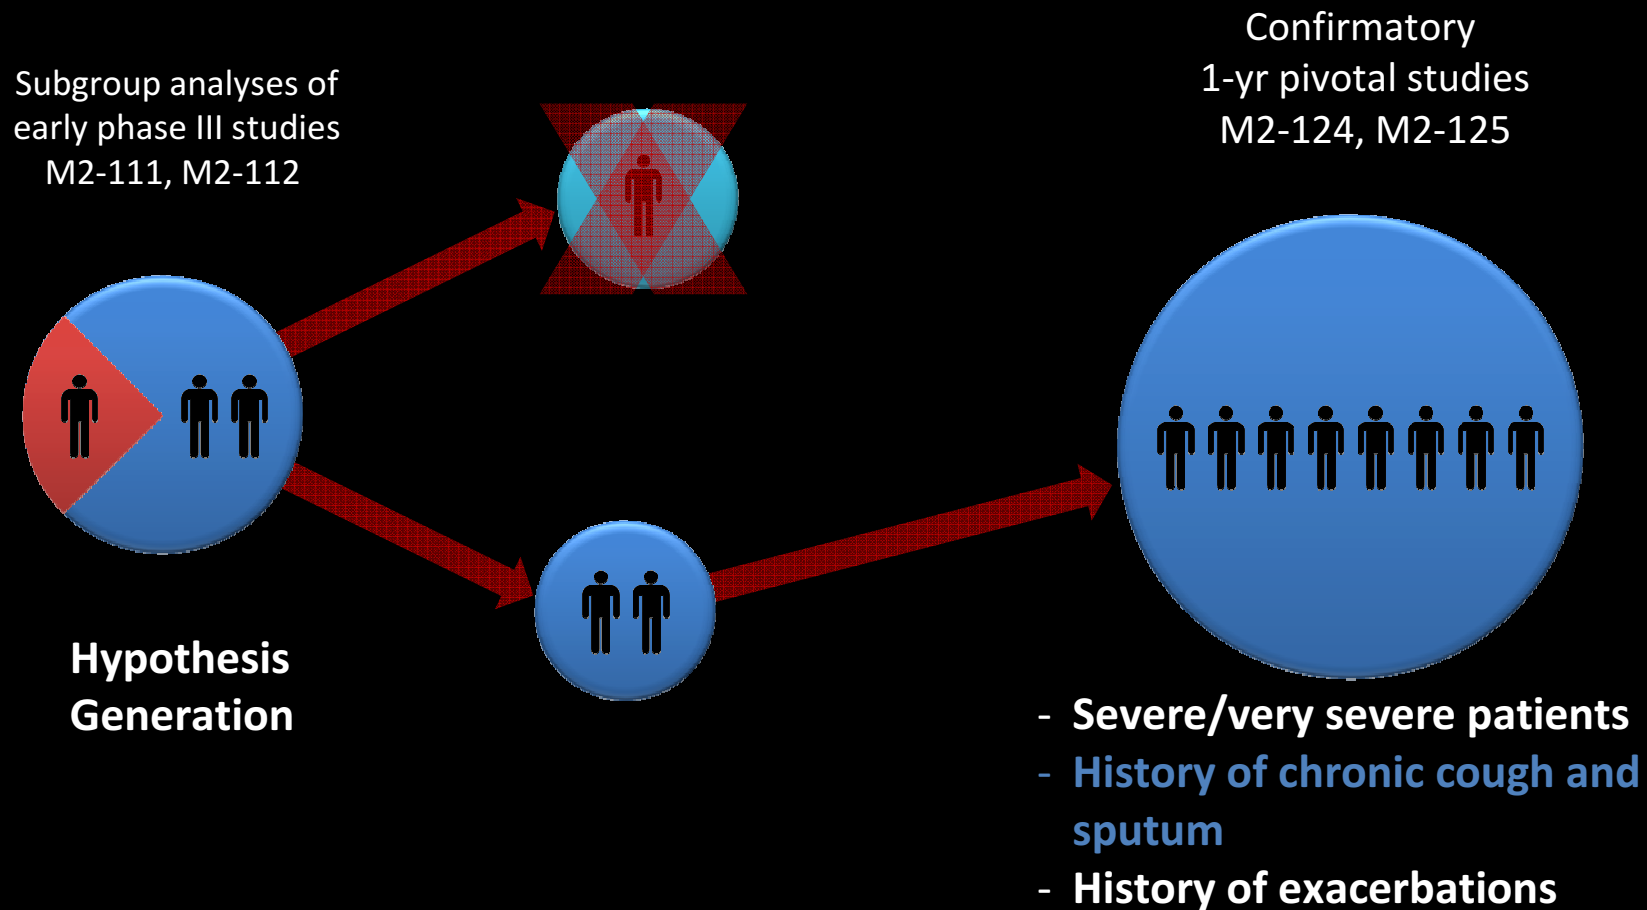 Subgroup analyses of
early phase III studies
M2-111, M2-112
Confirmatory
1-yr pivotal studies
M2-124, M2-125
Hypothesis
Generation
- Severe/very severe patients
- History of chronic cough and
sputum
- History of exacerbations